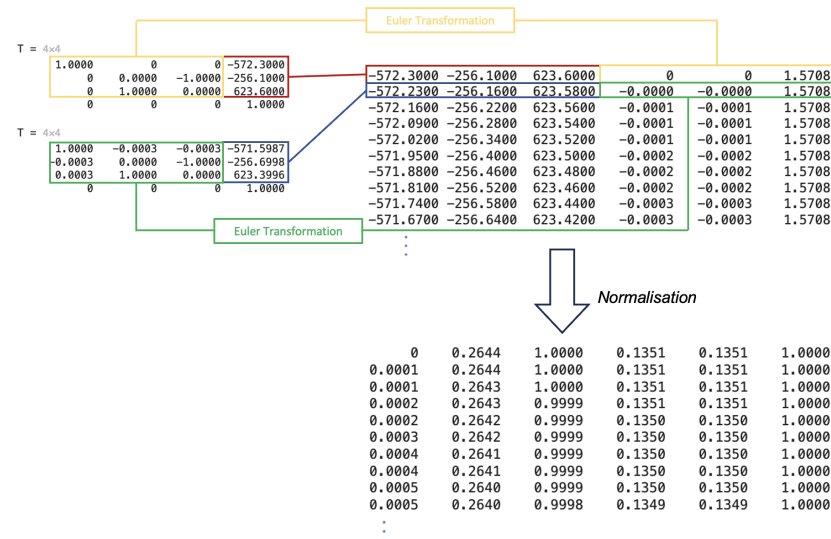 Euler Transformation
T = 4×4
1.0000 0 0 -572.3000
0 0.0000 -1.0000 -256.1000
0 1.0000 0.0000 623.6000
0 0 0 1.0000
T = 4×4
1.0000 -0.0003 -0.0003 -571.5987
-0.0003 0.0000 -1.0000 -256.6998
0.0003 1.0000 0.0000 623.3996
0 0 0 1.0000
Euler Transformation
-572.3000 -256.1000 623.6000 0 0 1.5708
-572.2300 -256.1600 623.5800 -0.0000 -0.0000 1.5708
-572.1600 -256.2200 623.5600 -0.0001 -0.0001 1.5708
-572.0900 -256.2800 623.5400 -0.0001 -0.0001 1.5708
-572.0200 -256.3400 623.5200 -0.0001 -0.0001 1.5708
-571.9500 -256.4000 623.5000 -0.0002 -0.0002 1.5708
-571.8800 -256.4600 623.4800 -0.0002 -0.0002 1.5708
-571.8100 -256.5200 623.4600 -0.0002 -0.0002 1.5708
-571.7400 -256.5800 623.4400 -0.0003 -0.0003 1.5708
-571.6700 -256.6400 623.4200 -0.0003 -0.0003 1.5708
Normalisation
0 0.2644 1.0000 0.1351 0.1351 1.0000
0.0001 0.2644 1.0000 0.1351 0.1351 1.0000
0.0001 0.2643 1.0000 0.1351 0.1351 1.0000
0.0002 0.2643 0.9999 0.1351 0.1351 1.0000
0.0002 0.2642 0.9999 0.1350 0.1350 1.0000
0.0003 0.2642 0.9999 0.1350 0.1350 1.0000
0.0004 0.2641 0.9999 0.1350 0.1350 1.0000
0.0004 0.2641 0.9999 0.1350 0.1350 1.0000
0.0005 0.2640 0.9999 0.1350 0.1350 1.0000
0.0005 0.2640 0.9998 0.1349 0.1349 1.0000